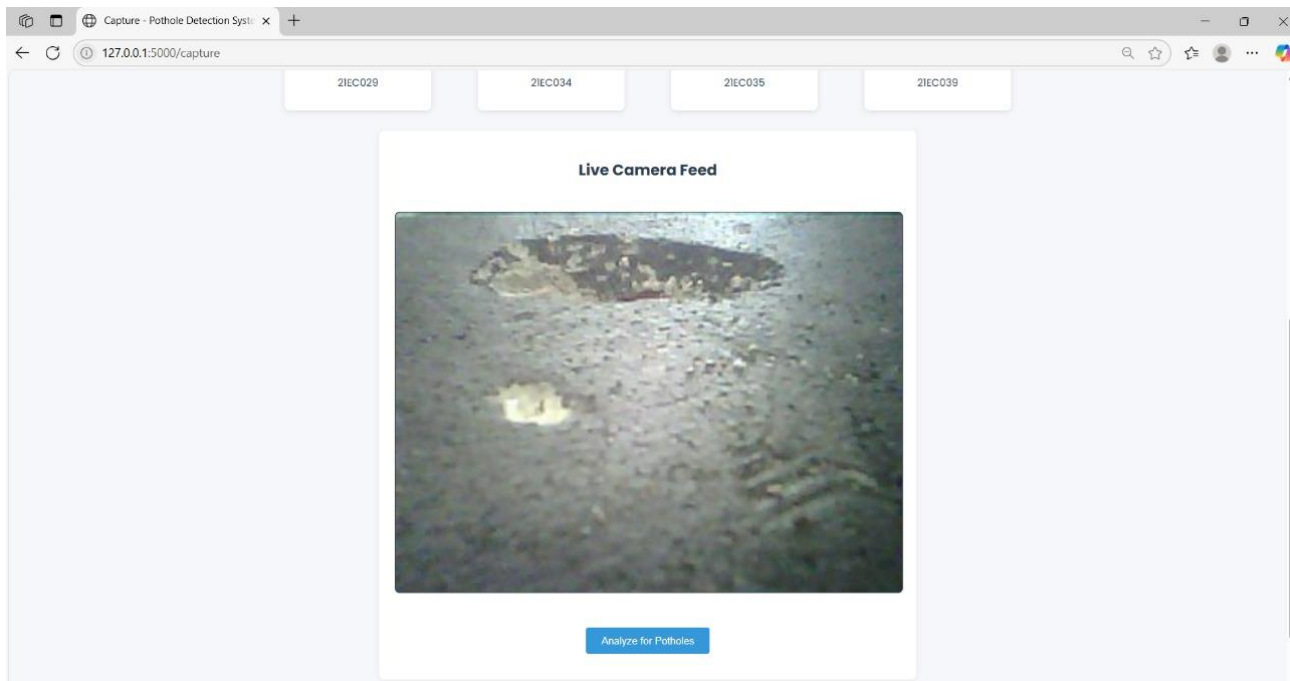 Capture - Pothole Detection Syste
127.0.0.1:5000/capture
21EC029 21EC034 21EC035 21EC039
Live Camera Feed
Analyze for Potholes